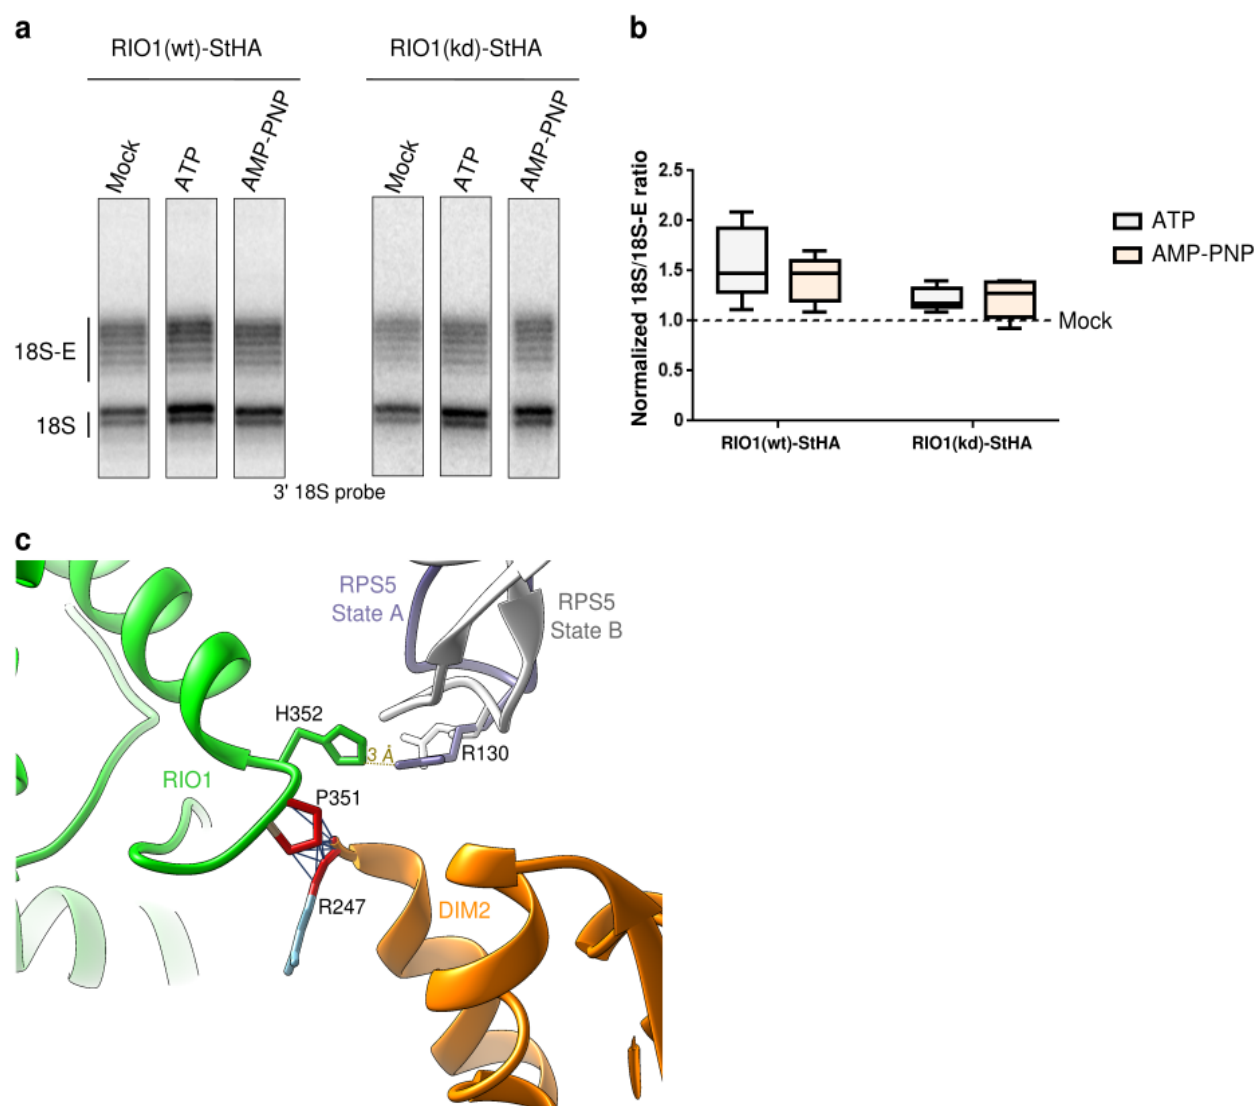 a
RIO1(wt)-StHA
RIO1(kd)-StHA
Mock
ATP
AMP-PNP
Mock
ATP
AMP-PNP
18S-E
18S
3' 18S probe
b
Normalized 18S/18S-E ratio
2.5
2.0
1.5
1.0
0.5
0
Mock
ATP
AMP-PNP
RIO1(wt)-StHA
RIO1(kd)-StHA
c
RPS5
State A
RPS5
State B
H352
3 Å
R130
RIO1
P351
R247
DIM2